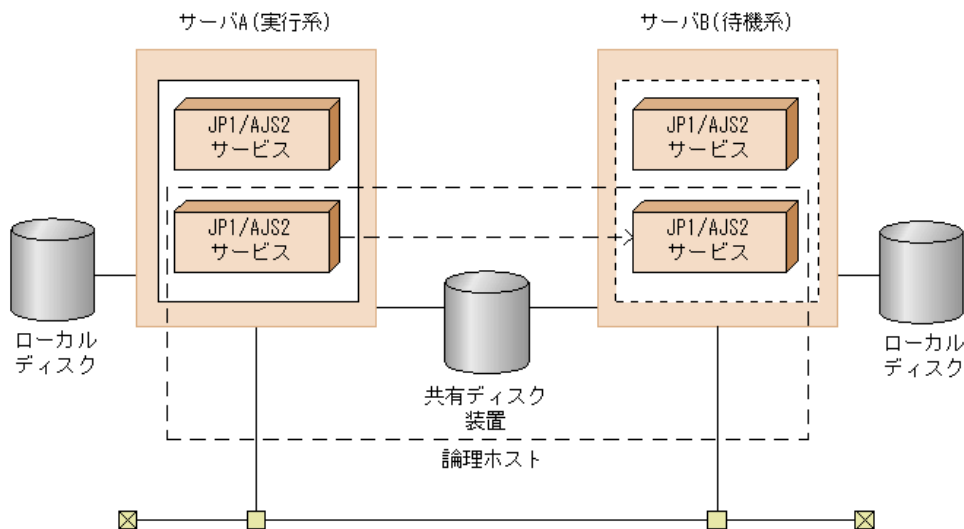 サーバA(実行系)
サーバB(待機系)
JP1/AJS2
サービス
JP1/AJS2
サービス
JP1/AJS2
サービス
JP1/AJS2
サービス
ローカル
ディスク
共有ディスク
装置
ローカル
ディスク
論理ホスト